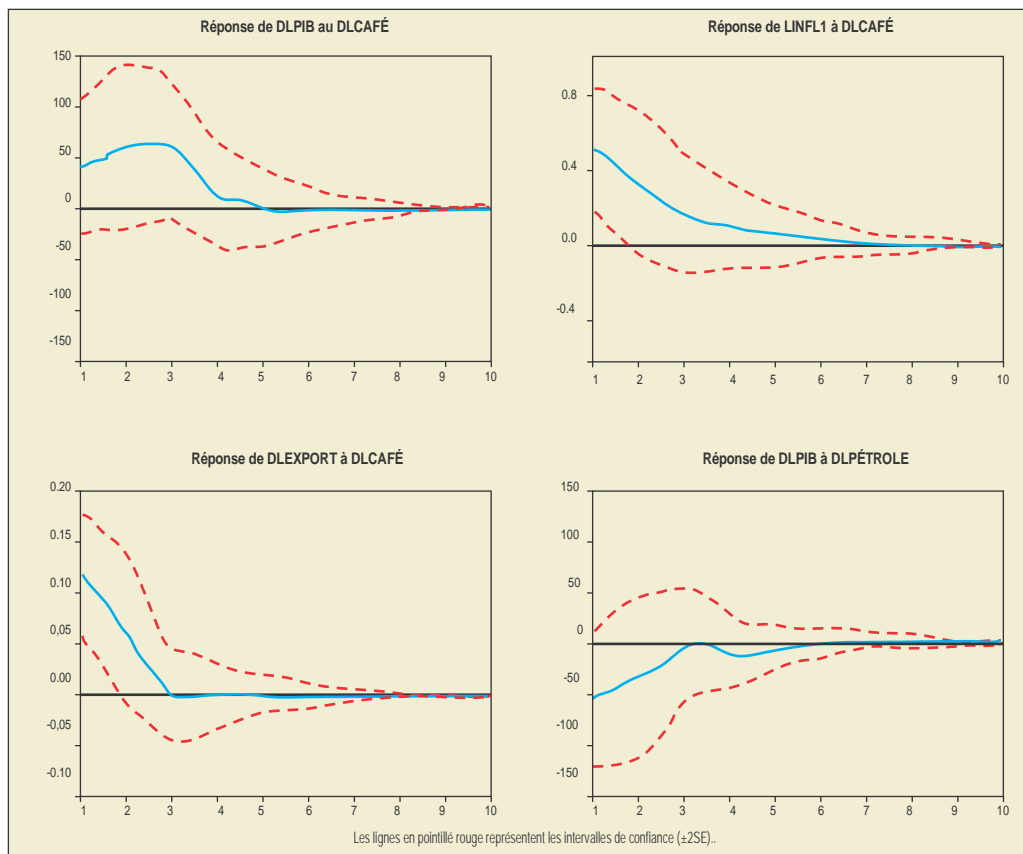 Réponse de DLPIB au DLCAFÉ
150
100
50
0
-50
-100
-150
1 2 3 4 5 6 7 8 9 10
Réponse de LINFL1 à DLCAFÉ
0.8
0.4
0.0
-0.4
1 2 3 4 5 6 7 8 9 10
Réponse de DLEXPORT à DLCAFÉ
0.20
0.15
0.10
0,05
0.00
-0,05
-0.10
1 2 3 4 5 6 7 8 9 10
Réponse de DLPIB à DLPÉTROLE
150
100
50
0
-50
-100
-150
1 2 3 4 5 6 7 8 9 10
Les lignes en pointillé rouge représentent les intervalles de confiance (±2SE)..